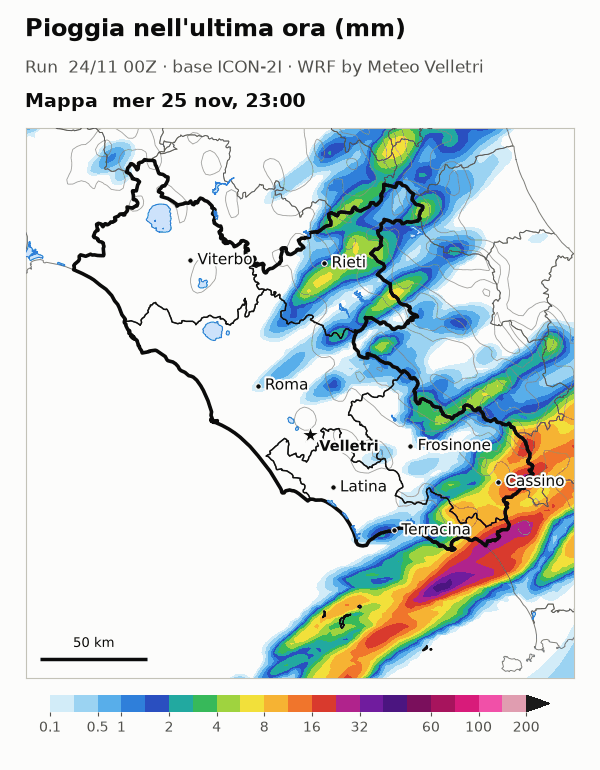 Pioggia nell'ultima ora (mm)
Run  24/11 00Z · base ICON-2I · WRF by Meteo Velletri
Mappa  mer 25 nov, 23:00
Viterbo
Rieti
Roma
Velletri
Frosinone
Cassino
Latina
Terracina
50 km
0.1 0.5 1 2 4 8 16 32 60 100 200